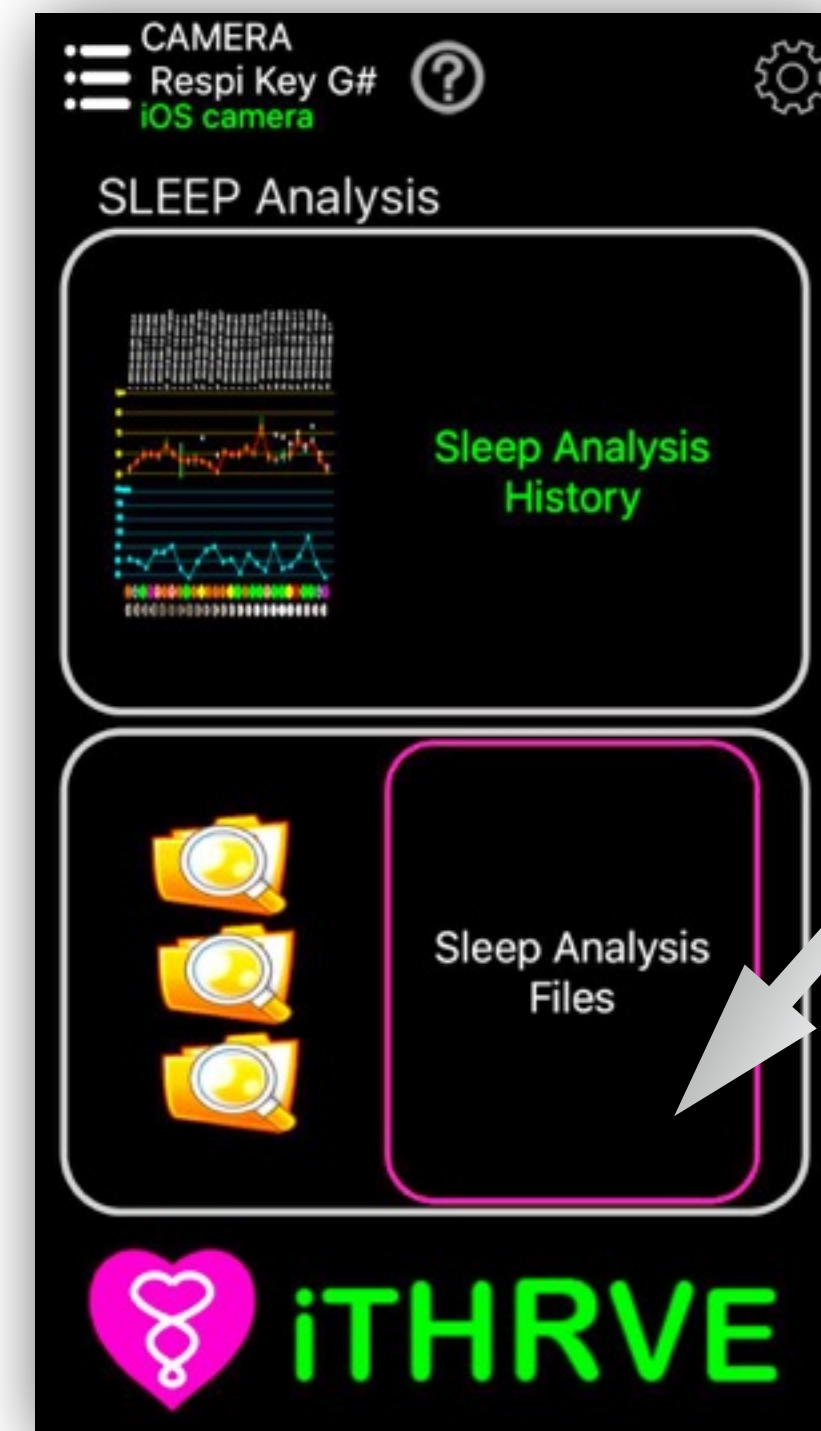 CAMERA
Respi Key G#
iOS camera
?
SLEEP Analysis
Sleep Analysis
History
Sleep Analysis
Files
iTHRVE